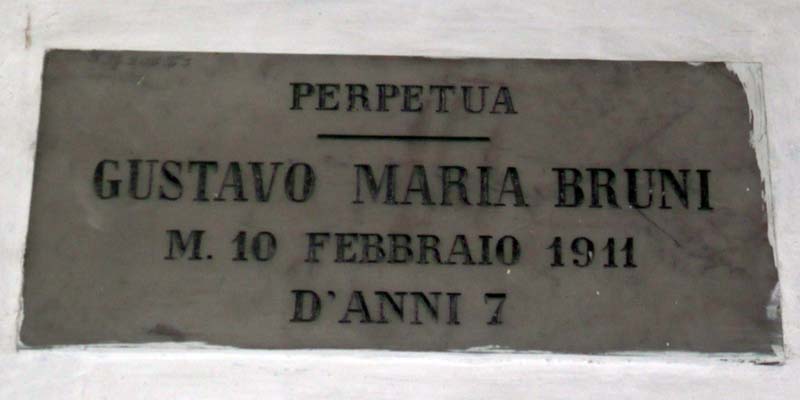 PERPETUA
GUSTAVO MARIA BRUNI
M. 10 FEBBRAIO 1911
D'ANNI 7